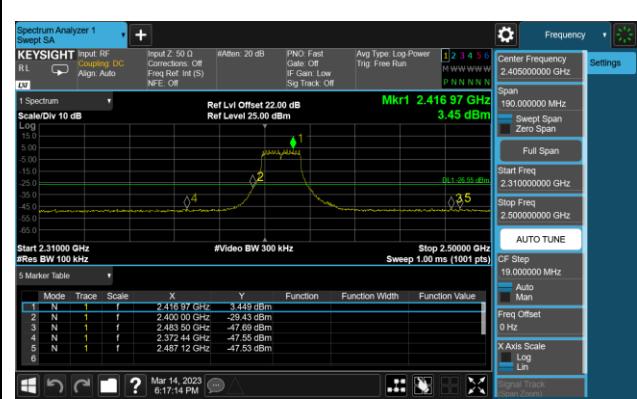 Spectrum Analyzer 1
Swept SA
Frequency
KEYSIGHT Input: RF Input Z: 50 Ω #Atten: 20 dB PNO: Fast Avg Type: Log-Power 1 2 3 4 5 6
RL Coupling: DC Corrections: Off Gate: Off Trig: Free Run M W W W W W
Align: Auto Freq Ref: Int (S) IF Gain: Low
NFE: Off Sig Track: Off P N N N N N
LXI
1 Spectrum
Ref Lvl Offset 22.00 dB Mkr1 2.416 97 GHz
Scale/Div 10 dB Ref Level 25.00 dBm 3.45 dBm
Log
15.0
5.00
-5.00
-15.0
-25.0
-35.0
-45.0
-55.0
-65.0
1
2
4
3 5
DL1 -26.55 dBm
Start 2.31000 GHz #Video BW 300 kHz Stop 2.50000 GHz
#Res BW 100 kHz Sweep 1.00 ms (1001 pts)
5 Marker Table
Mode Trace Scale X Y Function Function Width Function Value
1 N 1 f 2.416 97 GHz 3.449 dBm
2 N 1 f 2.400 00 GHz -29.43 dBm
3 N 1 f 2.483 50 GHz -47.69 dBm
4 N 1 f 2.372 44 GHz -47.55 dBm
5 N 1 f 2.487 12 GHz -47.53 dBm
6
Mar 14, 2023
6:17:14 PM
Center Frequency
2.405000000 GHz
Settings
Span
190.000000 MHz
Swept Span
Zero Span
Full Span
Start Freq
2.310000000 GHz
Stop Freq
2.500000000 GHz
AUTO TUNE
CF Step
19.000000 MHz
Auto
Man
Freq Offset
0 Hz
X Axis Scale
Log
Lin
Signal Track
(Span Zoom)